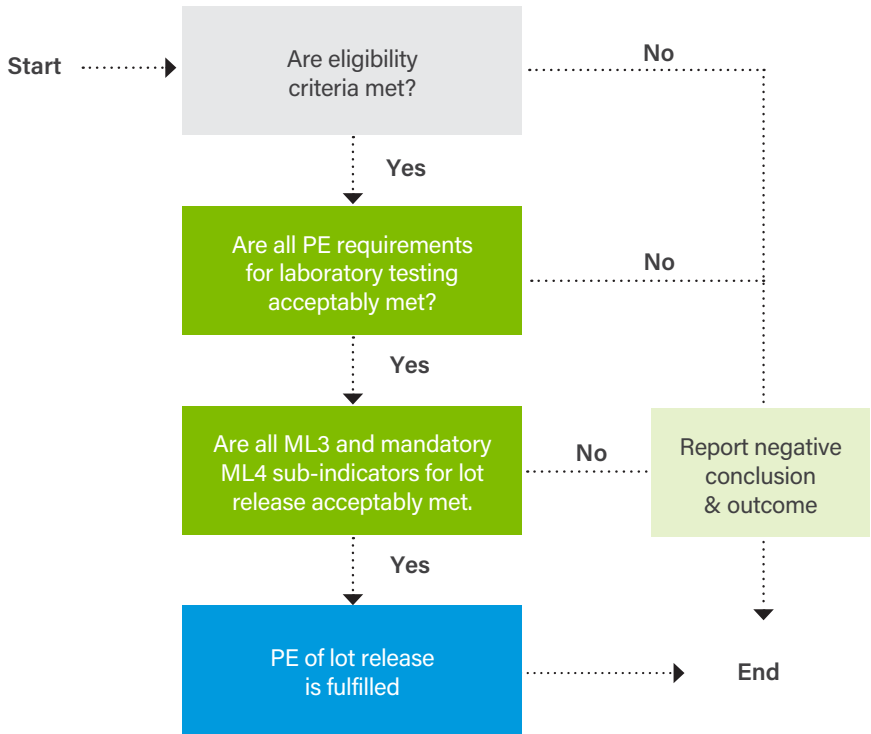 Start
Are eligibility
criteria met?
No
Yes
Are all PE requirements
for laboratory testing
acceptably met?
No
Yes
Are all ML3 and mandatory
ML4 sub-indicators for lot
release acceptably met.
No
Report negative
conclusion
& outcome
Yes
PE of lot release
is fulfilled
End